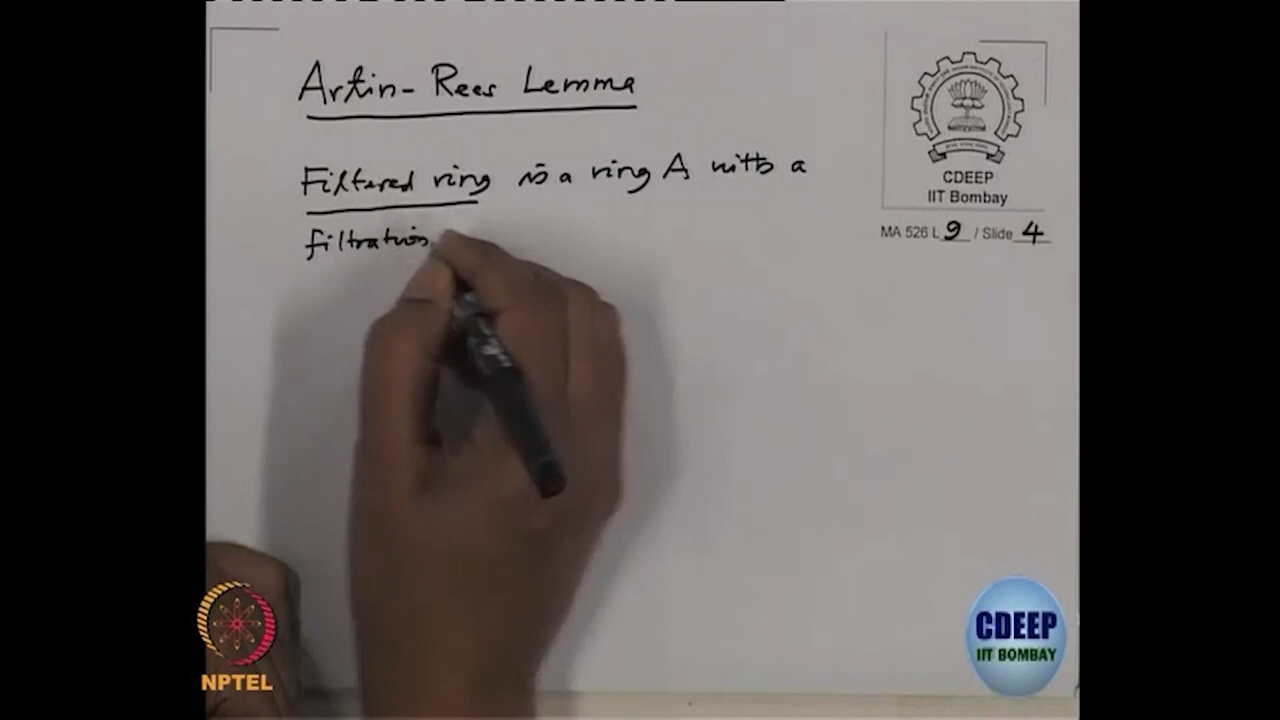 Artin-Rees Lemma
Filtered ring is a ring A with a
filtration
CDEEP
IIT Bombay
MA 526 L 9 / Slide 4
CDEEP
IIT BOMBAY
NPTEL